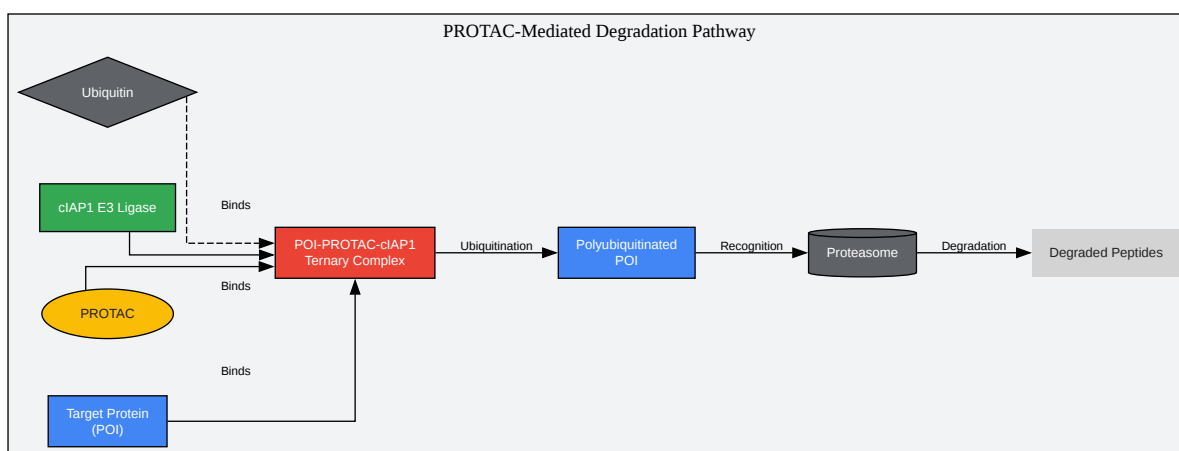 PROTAC-Mediated Degradation Pathway
Ubiquitin
cIAP1 E3 Ligase
Binds
POI-PROTAC-cIAP1
Ternary Complex
Ubiquitination
Polyubiquitinated
POI
Recognition
Proteasome
Degradation
Degraded Peptides
Binds
PROTAC
Binds
Target Protein
(POI)